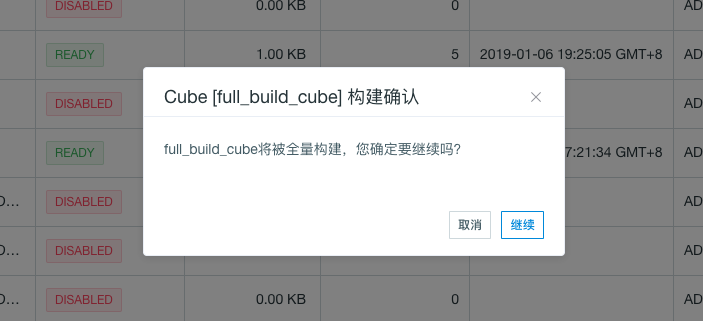 DISABLED 0.00 KB 0 AD
READY 1.00 KB 5 2019-01-06 19:25:05 GMT+8 AD
Cube [full_build_cube] 构建确认
DISABLED AD
full_build_cube将被全量构建，您确定要继续吗?
READY 7:21:34 GMT+8 AD
D... DISABLED AD
取消 继续
D... DISABLED AD
D... DISABLED 0.00 KB 0 AD